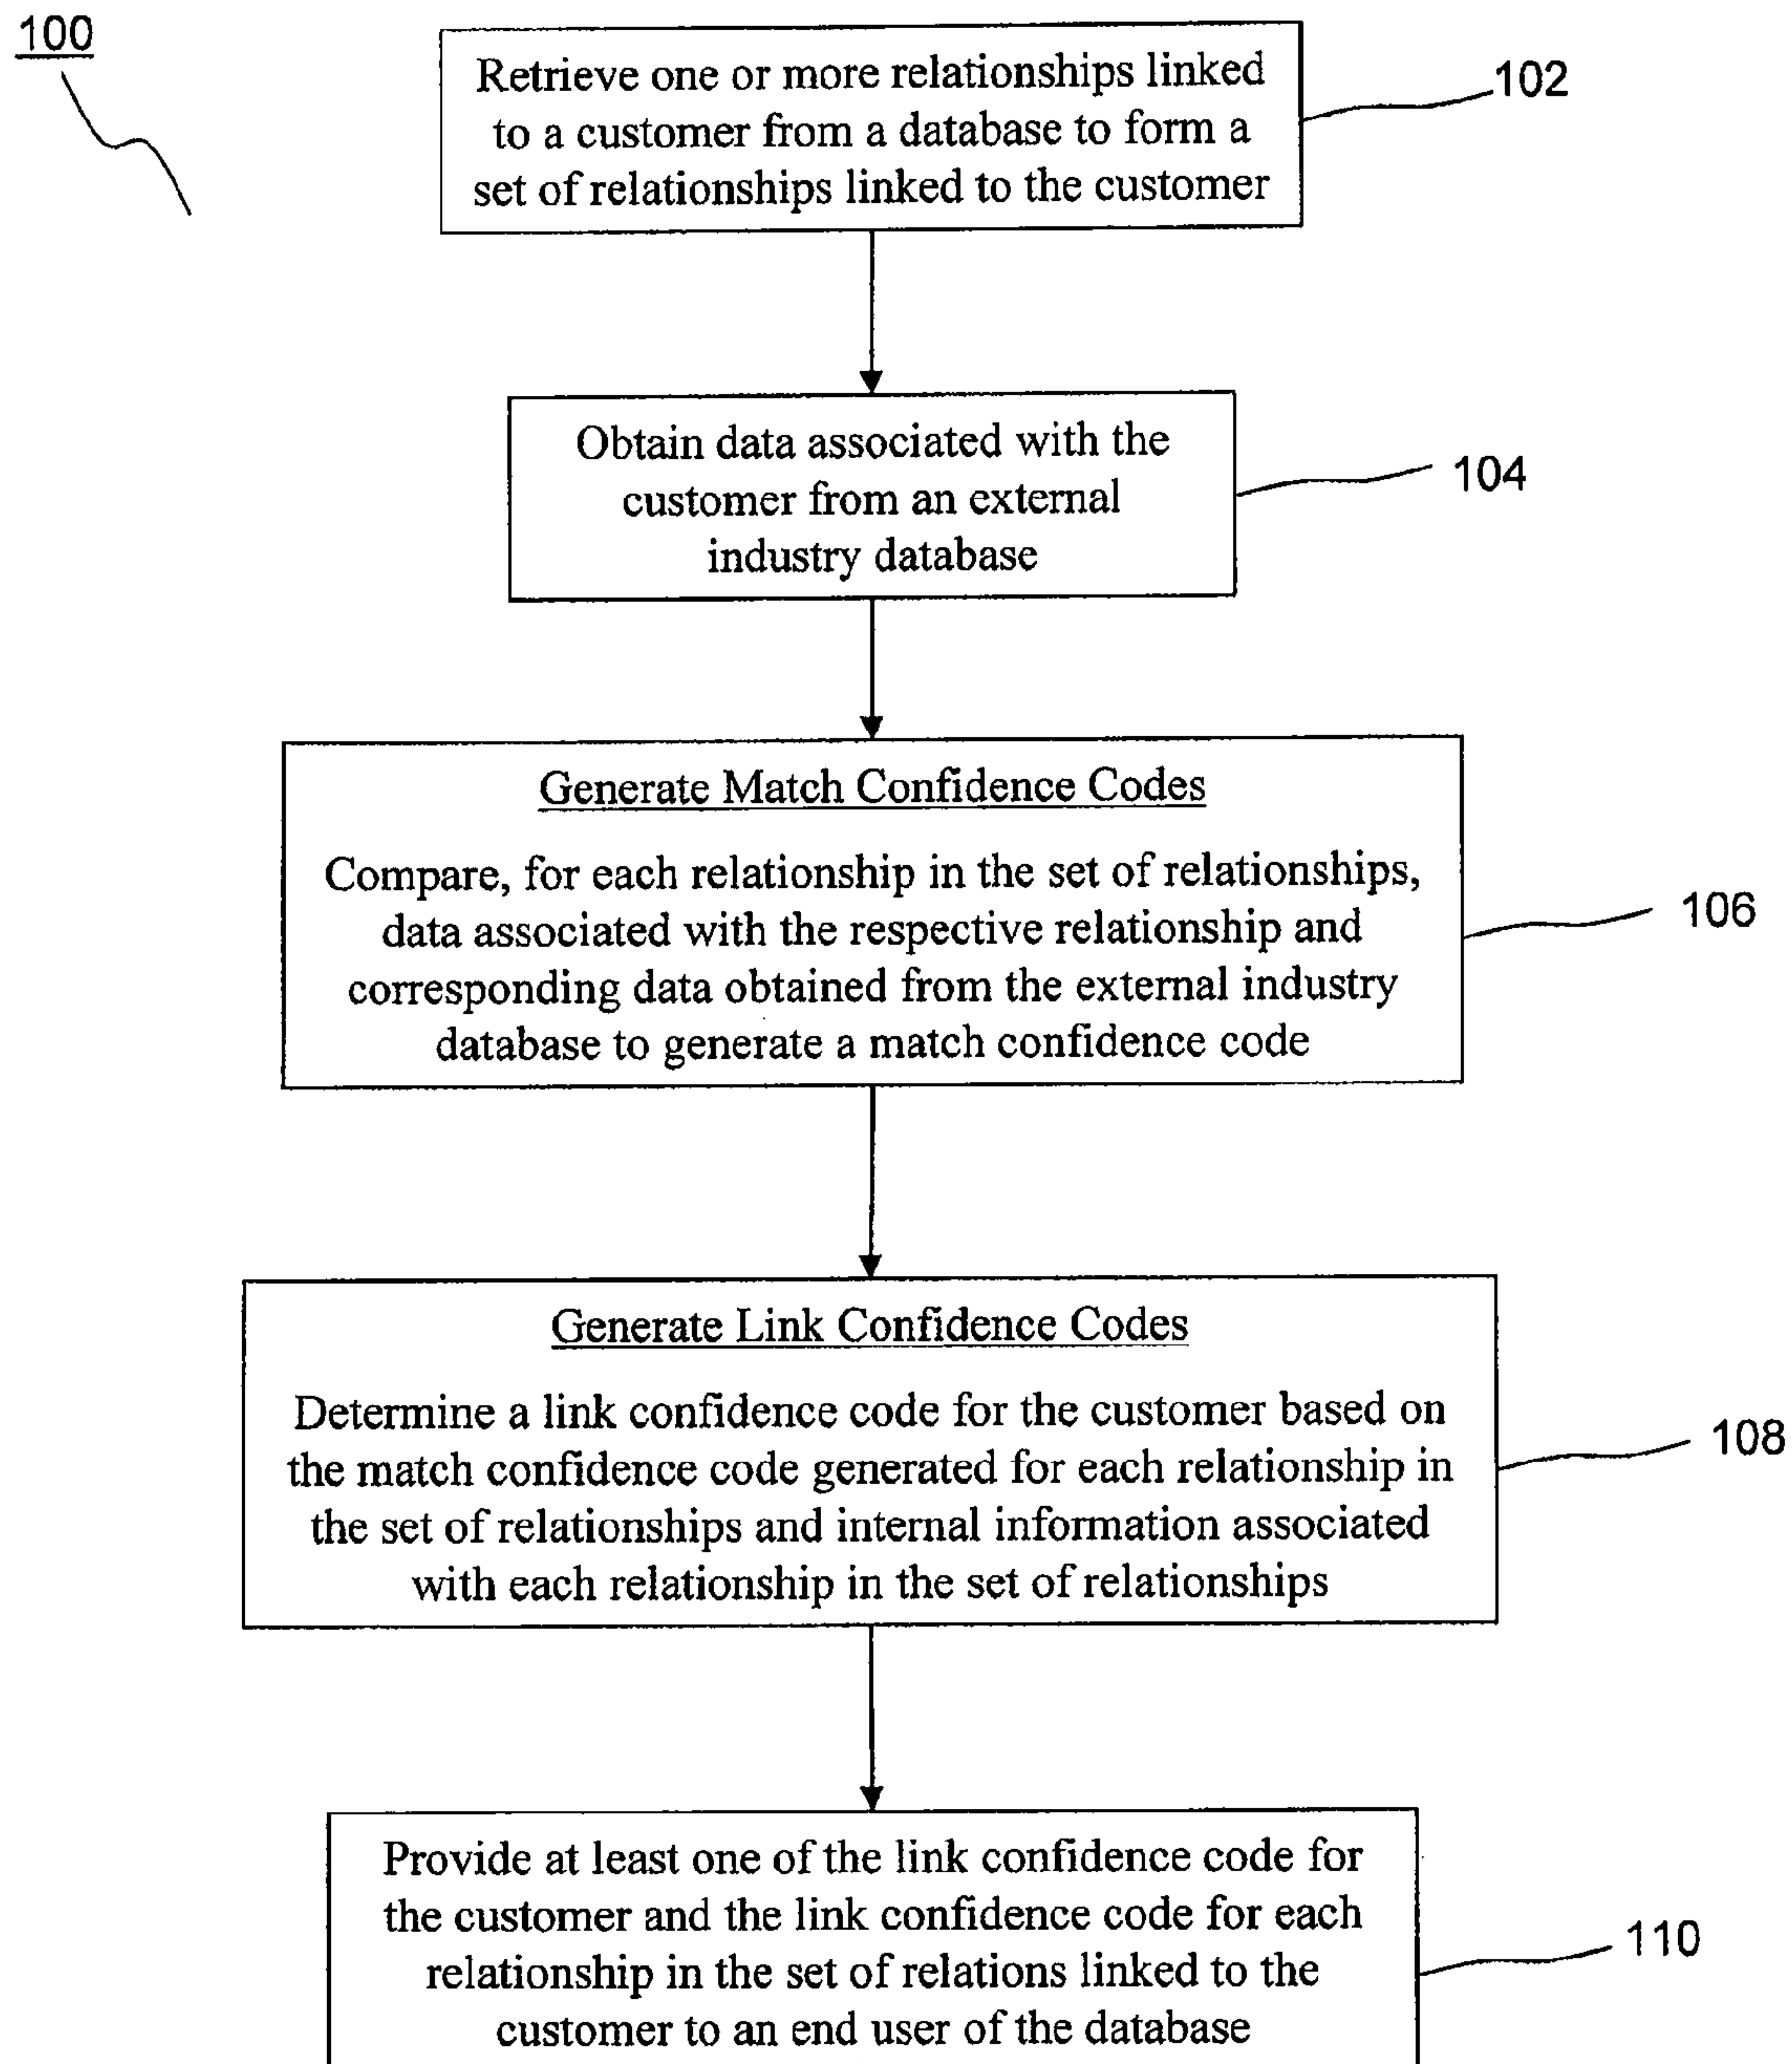 100
Retrieve one or more relationships linked
to a customer from a database to form a
set of relationships linked to the customer
102
Obtain data associated with the
customer from an external
industry database
104
Generate Match Confidence Codes
Compare, for each relationship in the set of relationships,
data associated with the respective relationship and
corresponding data obtained from the external industry
database to generate a match confidence code
106
Generate Link Confidence Codes
Determine a link confidence code for the customer based on
the match confidence code generated for each relationship in
the set of relationships and internal information associated
with each relationship in the set of relationships
108
Provide at least one of the link confidence code for
the customer and the link confidence code for each
relationship in the set of relations linked to the
customer to an end user of the database
110